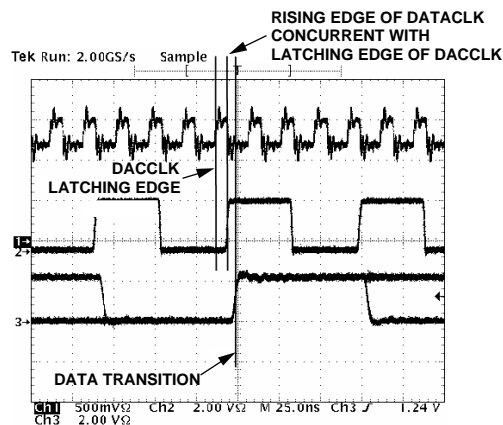 RISING EDGE OF DATACLK
CONCURRENT WITH
LATCHING EDGE OF DACCLK
Tek Run: 2.00GS/s Sample
DACCLK
LATCHING EDGE
1→
2→
3→
DATA TRANSITION
Ch1 500mVΩ Ch2 2.00 VΩ M 25.0ns Ch3 ∫ 1.24 V
Ch3 2.00 VΩ